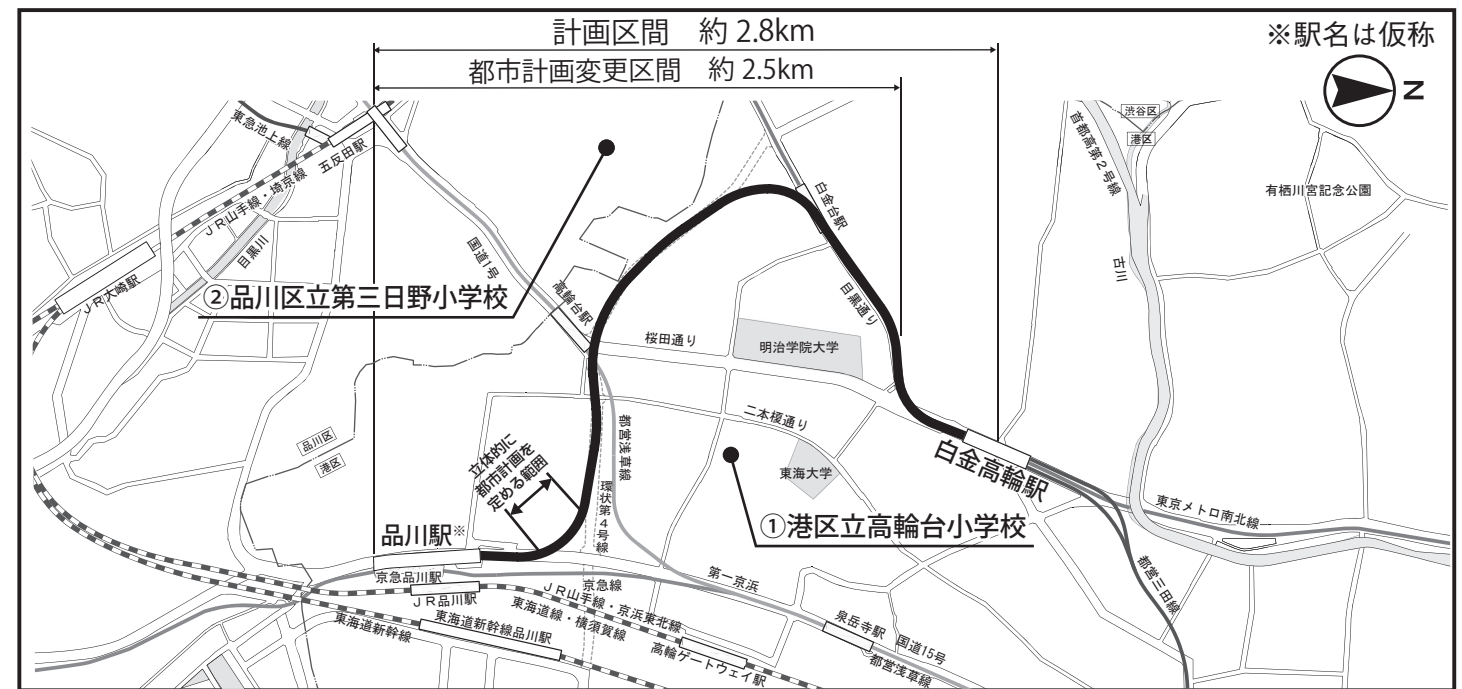 計画区間　約 2.8km
都市計画変更区間　約 2.5km
※駅名は仮称
N
東急池上線
五反田駅
JR山手線・埼京線
目黒川
JR大崎駅
国道1号
②品川区立第三日野小学校
高輪台駅
白金台駅
目黒通り
桜田通り
明治学院大学
渋谷区
港区
首都高第2号線
古川
有栖川宮記念公園
品川区
港区
二本榎通り
東海大学
都営浅草線
環状第4号線
立体的に
都市計画を
定める範囲
①港区立高輪台小学校
白金高輪駅
東京メトロ南北線
都営三田線
品川駅※
京急品川駅
JR品川駅
京急線
JR山手線・京浜東北線
東海道線・横須賀線
東海道新幹線品川駅
東海道新幹線
高輪ゲートウェイ駅
第一京浜
泉岳寺駅
国道15号
都営浅草線